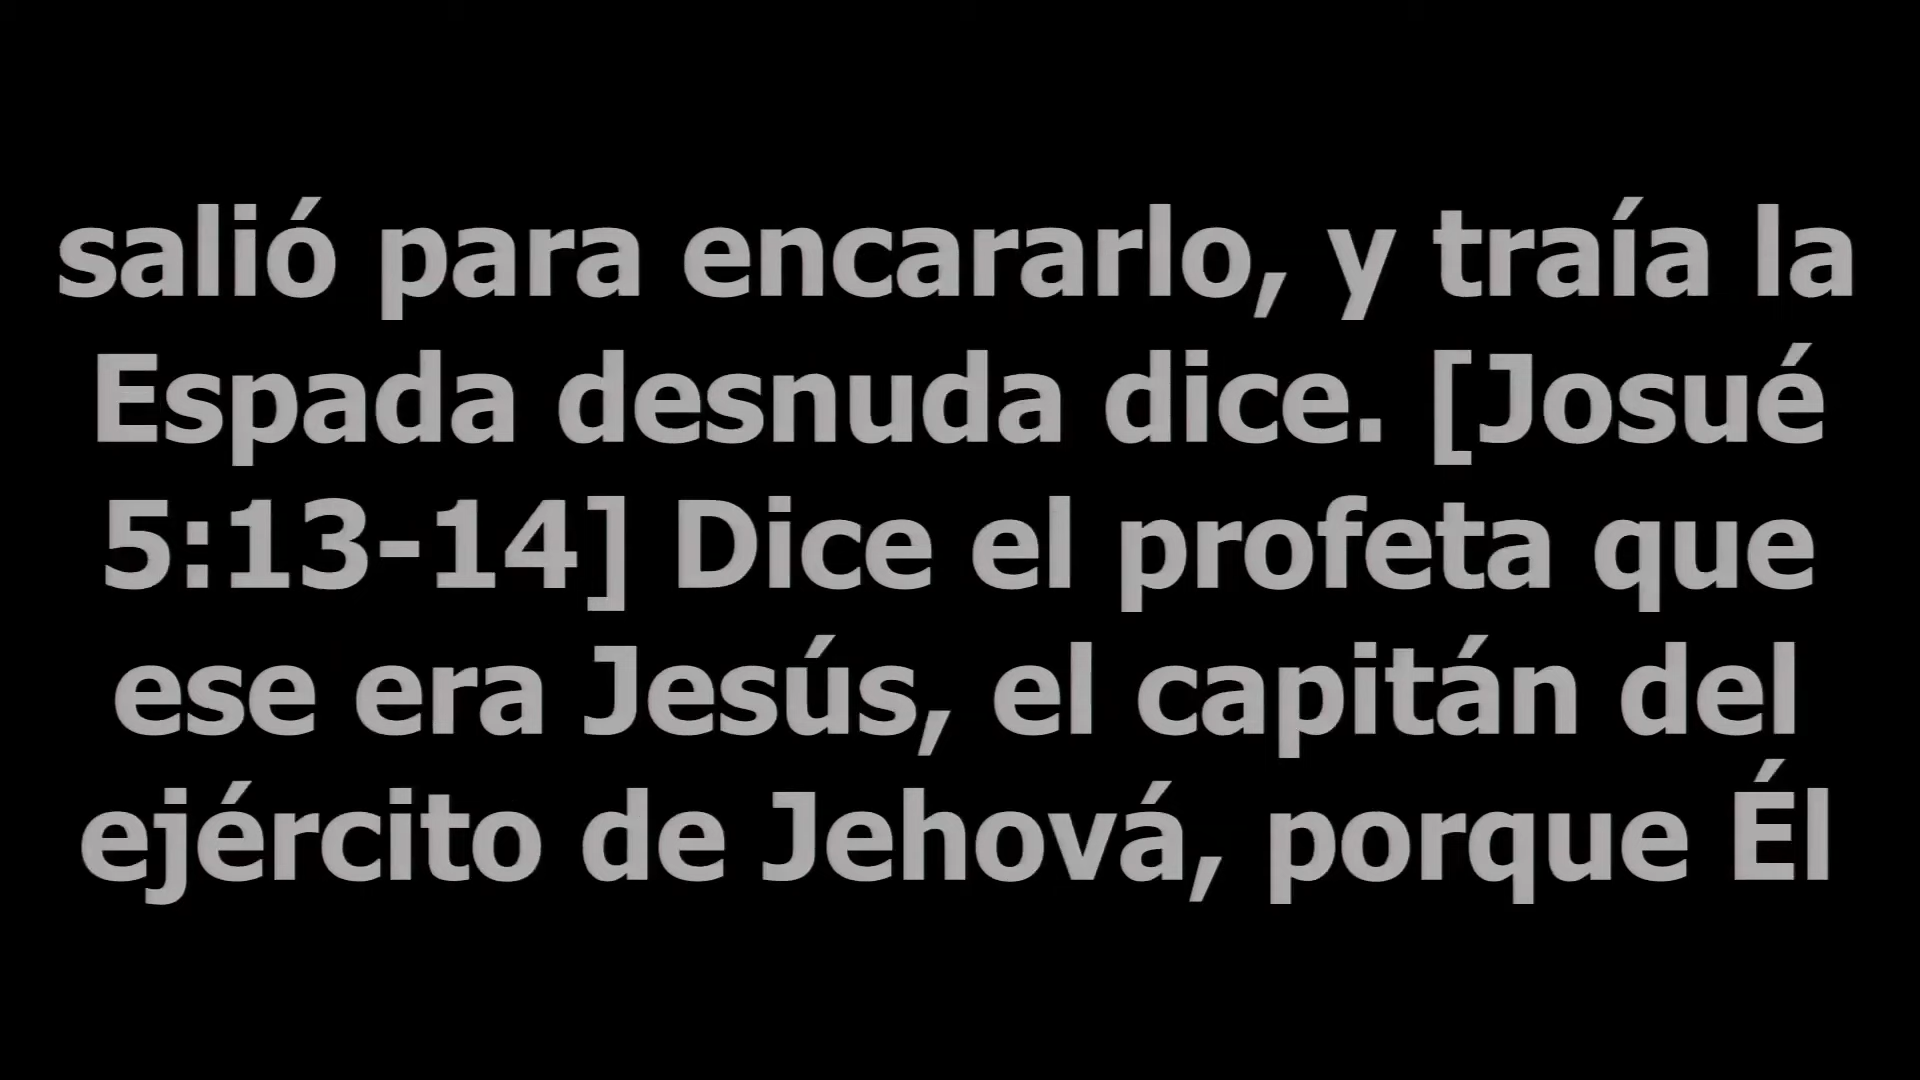 salió para encararlo, y traía la
Espada desnuda dice. [Josué
5:13-14] Dice el profeta que
ese era Jesús, el capitán del
ejército de Jehová, porque Él